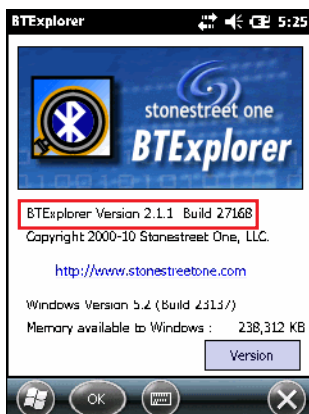 BTExplorer 5:25
stonestreet one
BTExplorer
BTExplorer Version 2.1.1 Build 27168
Copyright 2000-10 Stonestreet One, LLC.
http://www.stonestreetone.com
Windows Version 5.2 (Build 23137)
Memory available to Windows : 238,312 KB
Version
OK